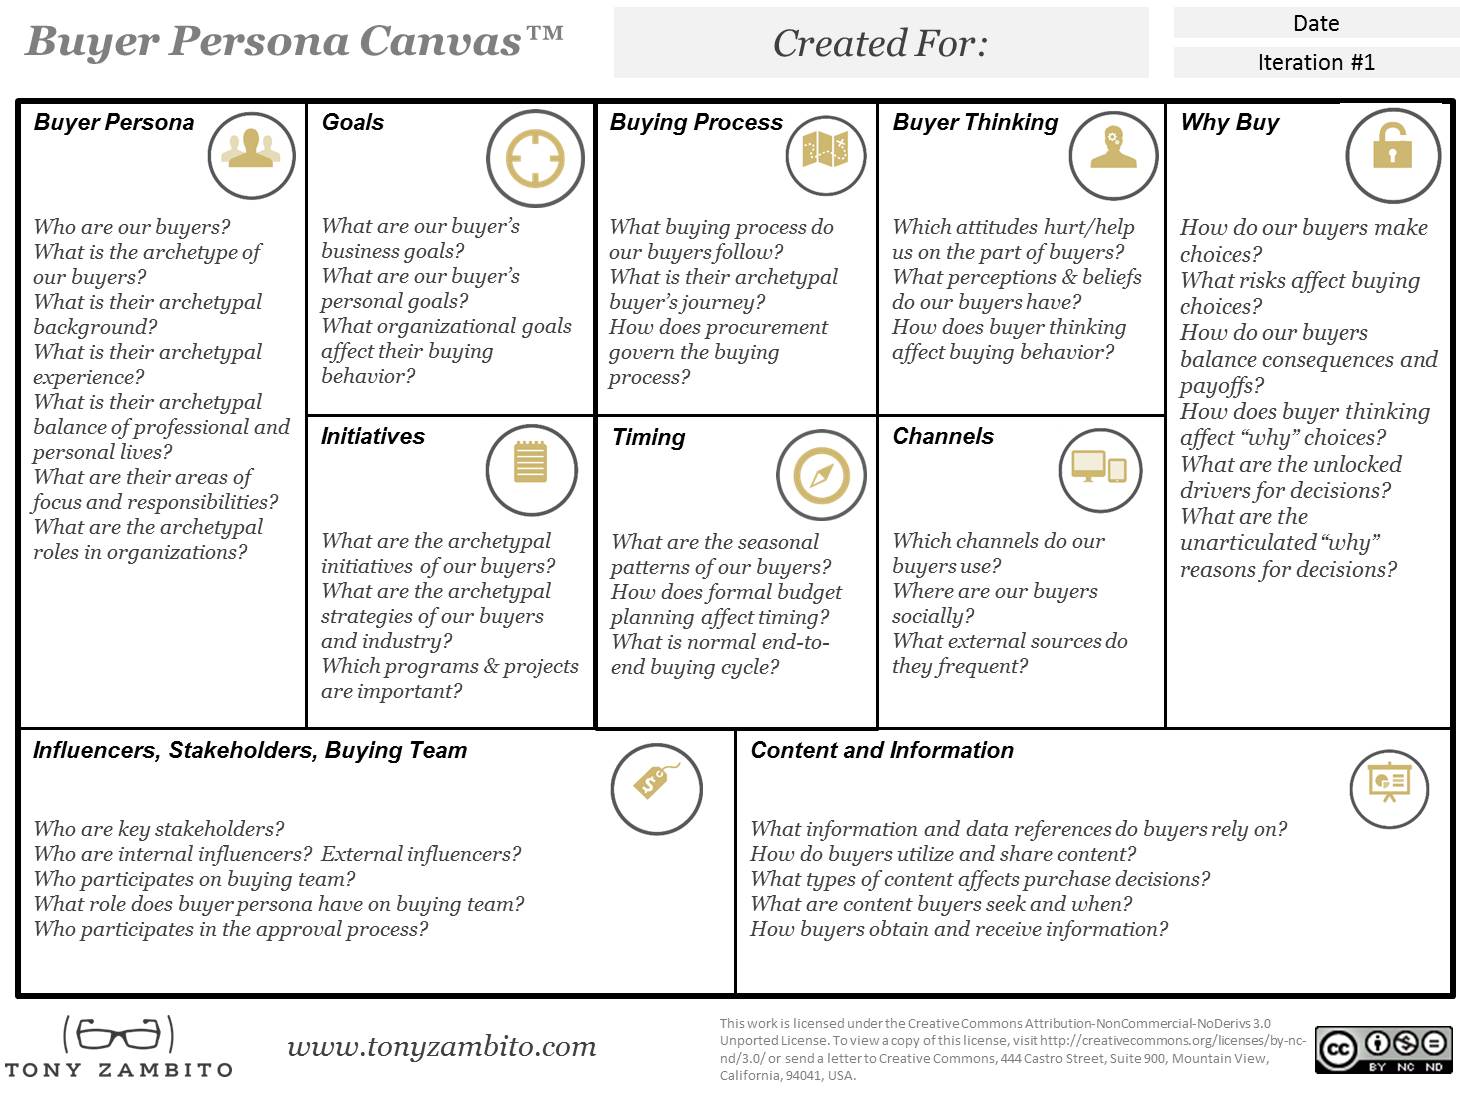 Buyer Persona Canvas™
Created For:
Date
Iteration #1
Buyer Persona
Who are our buyers?
What is the archetype of
our buyers?
What is their archetypal
background?
What is their archetypal
experience?
What is their archetypal
balance of professional and
personal lives?
What are their areas of
focus and responsibilities?
What are the archetypal
roles in organizations?
Goals
What are our buyer's
business goals?
What are our buyer's
personal goals?
What organizational goals
affect their buying
behavior?
Buying Process
What buying process do
our buyers follow?
What is their archetypal
buyer's journey?
How does procurement
govern the buying
process?
Buyer Thinking
Which attitudes hurt/help
us on the part of buyers?
What perceptions & beliefs
do our buyers have?
How does buyer thinking
affect buying behavior?
Why Buy
How do our buyers make
choices?
What risks affect buying
choices?
How do our buyers
balance consequences and
payoffs?
How does buyer thinking
affect “why” choices?
What are the unlocked
drivers for decisions?
What are the
unarticulated “why”
reasons for decisions?
Initiatives
What are the archetypal
initiatives of our buyers?
What are the archetypal
strategies of our buyers
and industry?
Which programs & projects
are important?
Timing
What are the seasonal
patterns of our buyers?
How does formal budget
planning affect timing?
What is normal end-to-
end buying cycle?
Channels
Which channels do our
buyers use?
Where are our buyers
socially?
What external sources do
they frequent?
Influencers, Stakeholders, Buying Team
Who are key stakeholders?
Who are internal influencers?  External influencers?
Who participates on buying team?
What role does buyer persona have on buying team?
Who participates in the approval process?
Content and Information
What information and data references do buyers rely on?
How do buyers utilize and share content?
What types of content affects purchase decisions?
What are content buyers seek and when?
How buyers obtain and receive information?
TONY ZAMBITO
www.tonyzambito.com
This work is licensed under the Creative Commons Attribution-NonCommercial-NoDerivs 3.0
Unported License. To view a copy of this license, visit http://creativecommons.org/licenses/by-nc-
nd/3.0/ or send a letter to Creative Commons, 444 Castro Street, Suite 900, Mountain View,
California, 94041, USA.
cc
BY NC ND